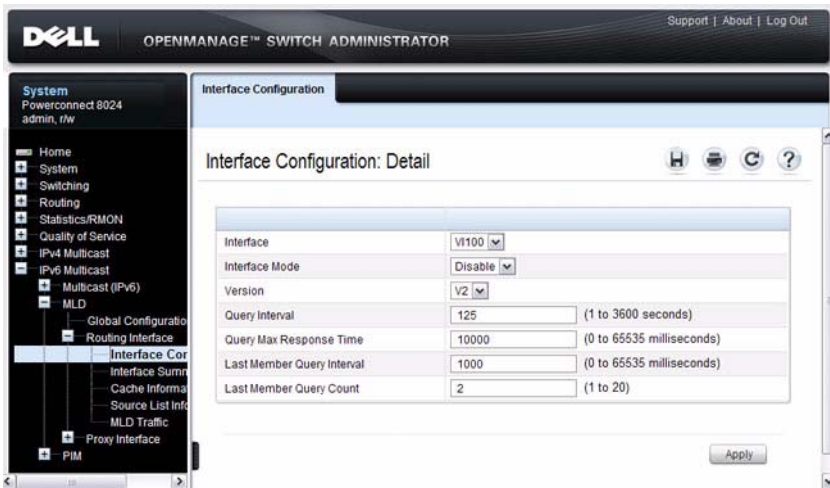 Support | About | Log Out
DELL OPENMANAGE™ SWITCH ADMINISTRATOR
System
Powerconnect 8024
admin, r/w
Home
System
Switching
Routing
Statistics/RMON
Quality of Service
IPv4 Multicast
IPv6 Multicast
Multicast (IPv6)
MLD
Global Configuratio
Routing Interface
Interface Cor
Interface Summ
Cache Informa
Source List Info
MLD Traffic
Proxy Interface
PIM
Interface Configuration
Interface Configuration: Detail
Interface Vl100
Interface Mode Disable
Version V2
Query Interval 125 (1 to 3600 seconds)
Query Max Response Time 10000 (0 to 65535 milliseconds)
Last Member Query Interval 1000 (0 to 65535 milliseconds)
Last Member Query Count 2 (1 to 20)
Apply